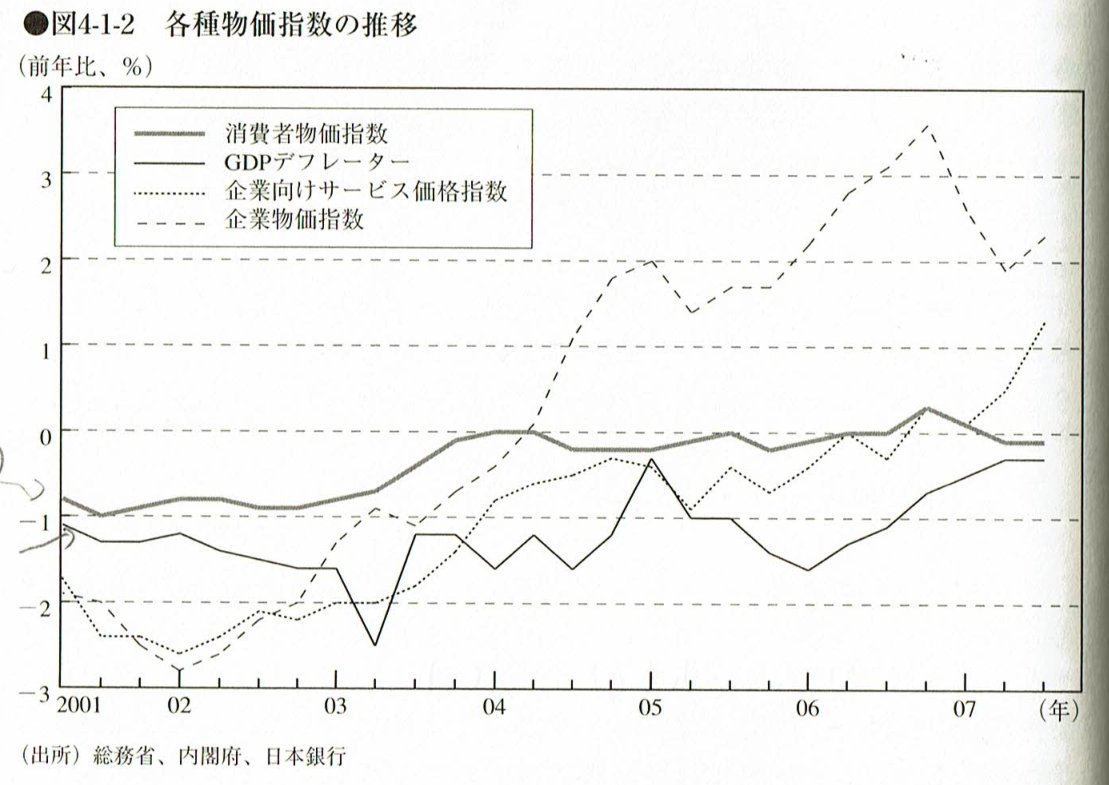 ●図4-1-2 各種物価指数の推移
(前年比、%)
4
消費者物価指数
GDPデフレーター
3
企業向けサービス価格指数
企業物価指数
2
1
0
−1
−2
−3
2001 02 03 04 05 06 07 (年)
(出所) 総務省、内閣府、日本銀行